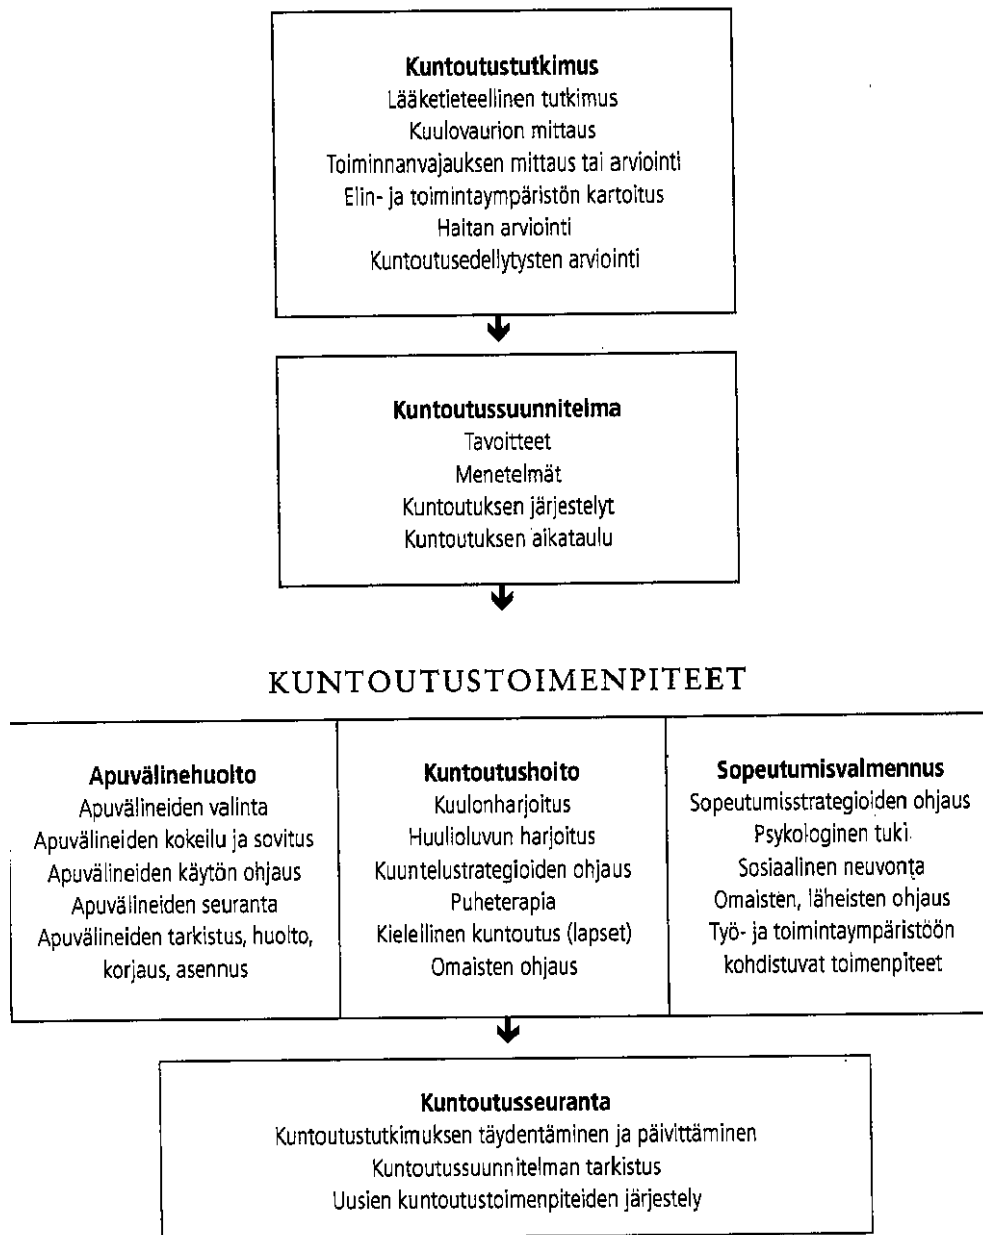 Kuntoutustutkimus
Lääketieteellinen tutkimus
Kuulovaurion mittaus
Toiminnanvajauksen mittaus tai arviointi
Elin- ja toimintaympäristön kartoitus
Haitan arviointi
Kuntoutusedellytysten arviointi
Kuntoutussuunnitelma
Tavoitteet
Menetelmät
Kuntoutuksen järjestelyt
Kuntoutuksen aikataulu
KUNTOUTUSTOIMENPITEET
Apuvälinehuolto
Apuvälineiden valinta
Apuvälineiden kokeilu ja sovitus
Apuvälineiden käytön ohjaus
Apuvälineiden seuranta
Apuvälineiden tarkistus, huolto,
korjaus, asennus
Kuntoutushoito
Kuulonharjoitus
Huulioluvun harjoitus
Kuuntelustrategioiden ohjaus
Puheterapia
Kielellinen kuntoutus (lapset)
Omaisten ohjaus
Sopeutumisvalmennus
Sopeutumisstrategioiden ohjaus
Psykologinen tuki
Sosiaalinen neuvonta
Omaisten, läheisten ohjaus
Työ- ja toimintaympäristöön
kohdistuvat toimenpiteet
Kuntoutusseuranta
Kuntoutustutkimuksen täydentäminen ja päivittäminen
Kuntoutussuunnitelman tarkistus
Uusien kuntoutustoimenpiteiden järjestely